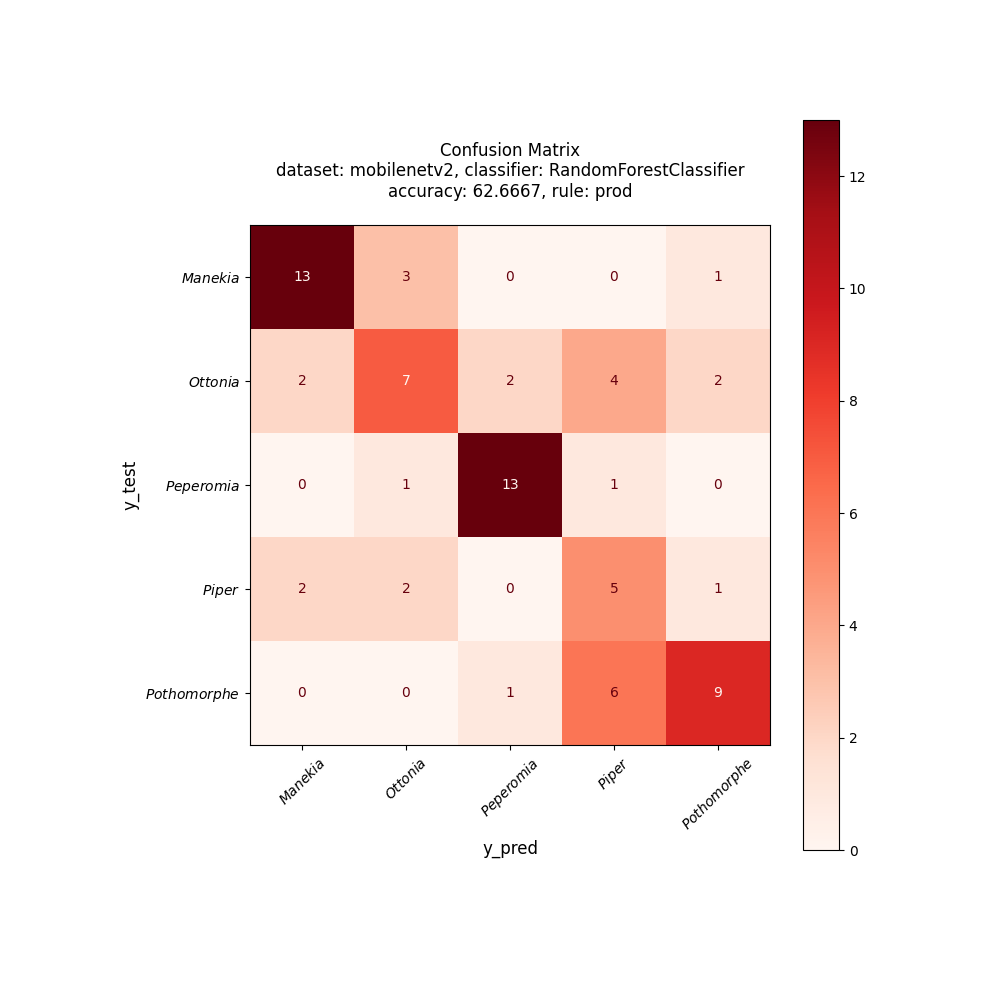 Confusion Matrix
dataset: mobilenetv2, classifier: RandomForestClassifier
accuracy: 62.6667, rule: prod
Manekia 13 3 0 0 1
Ottonia 2 7 2 4 2
Peperomia 0 1 13 1 0
Piper 2 2 0 5 1
Pothomorphe 0 0 1 6 9
Manekia Ottonia Peperomia Piper Pothomorphe
y_pred
y_test
12
10
8
6
4
2
0